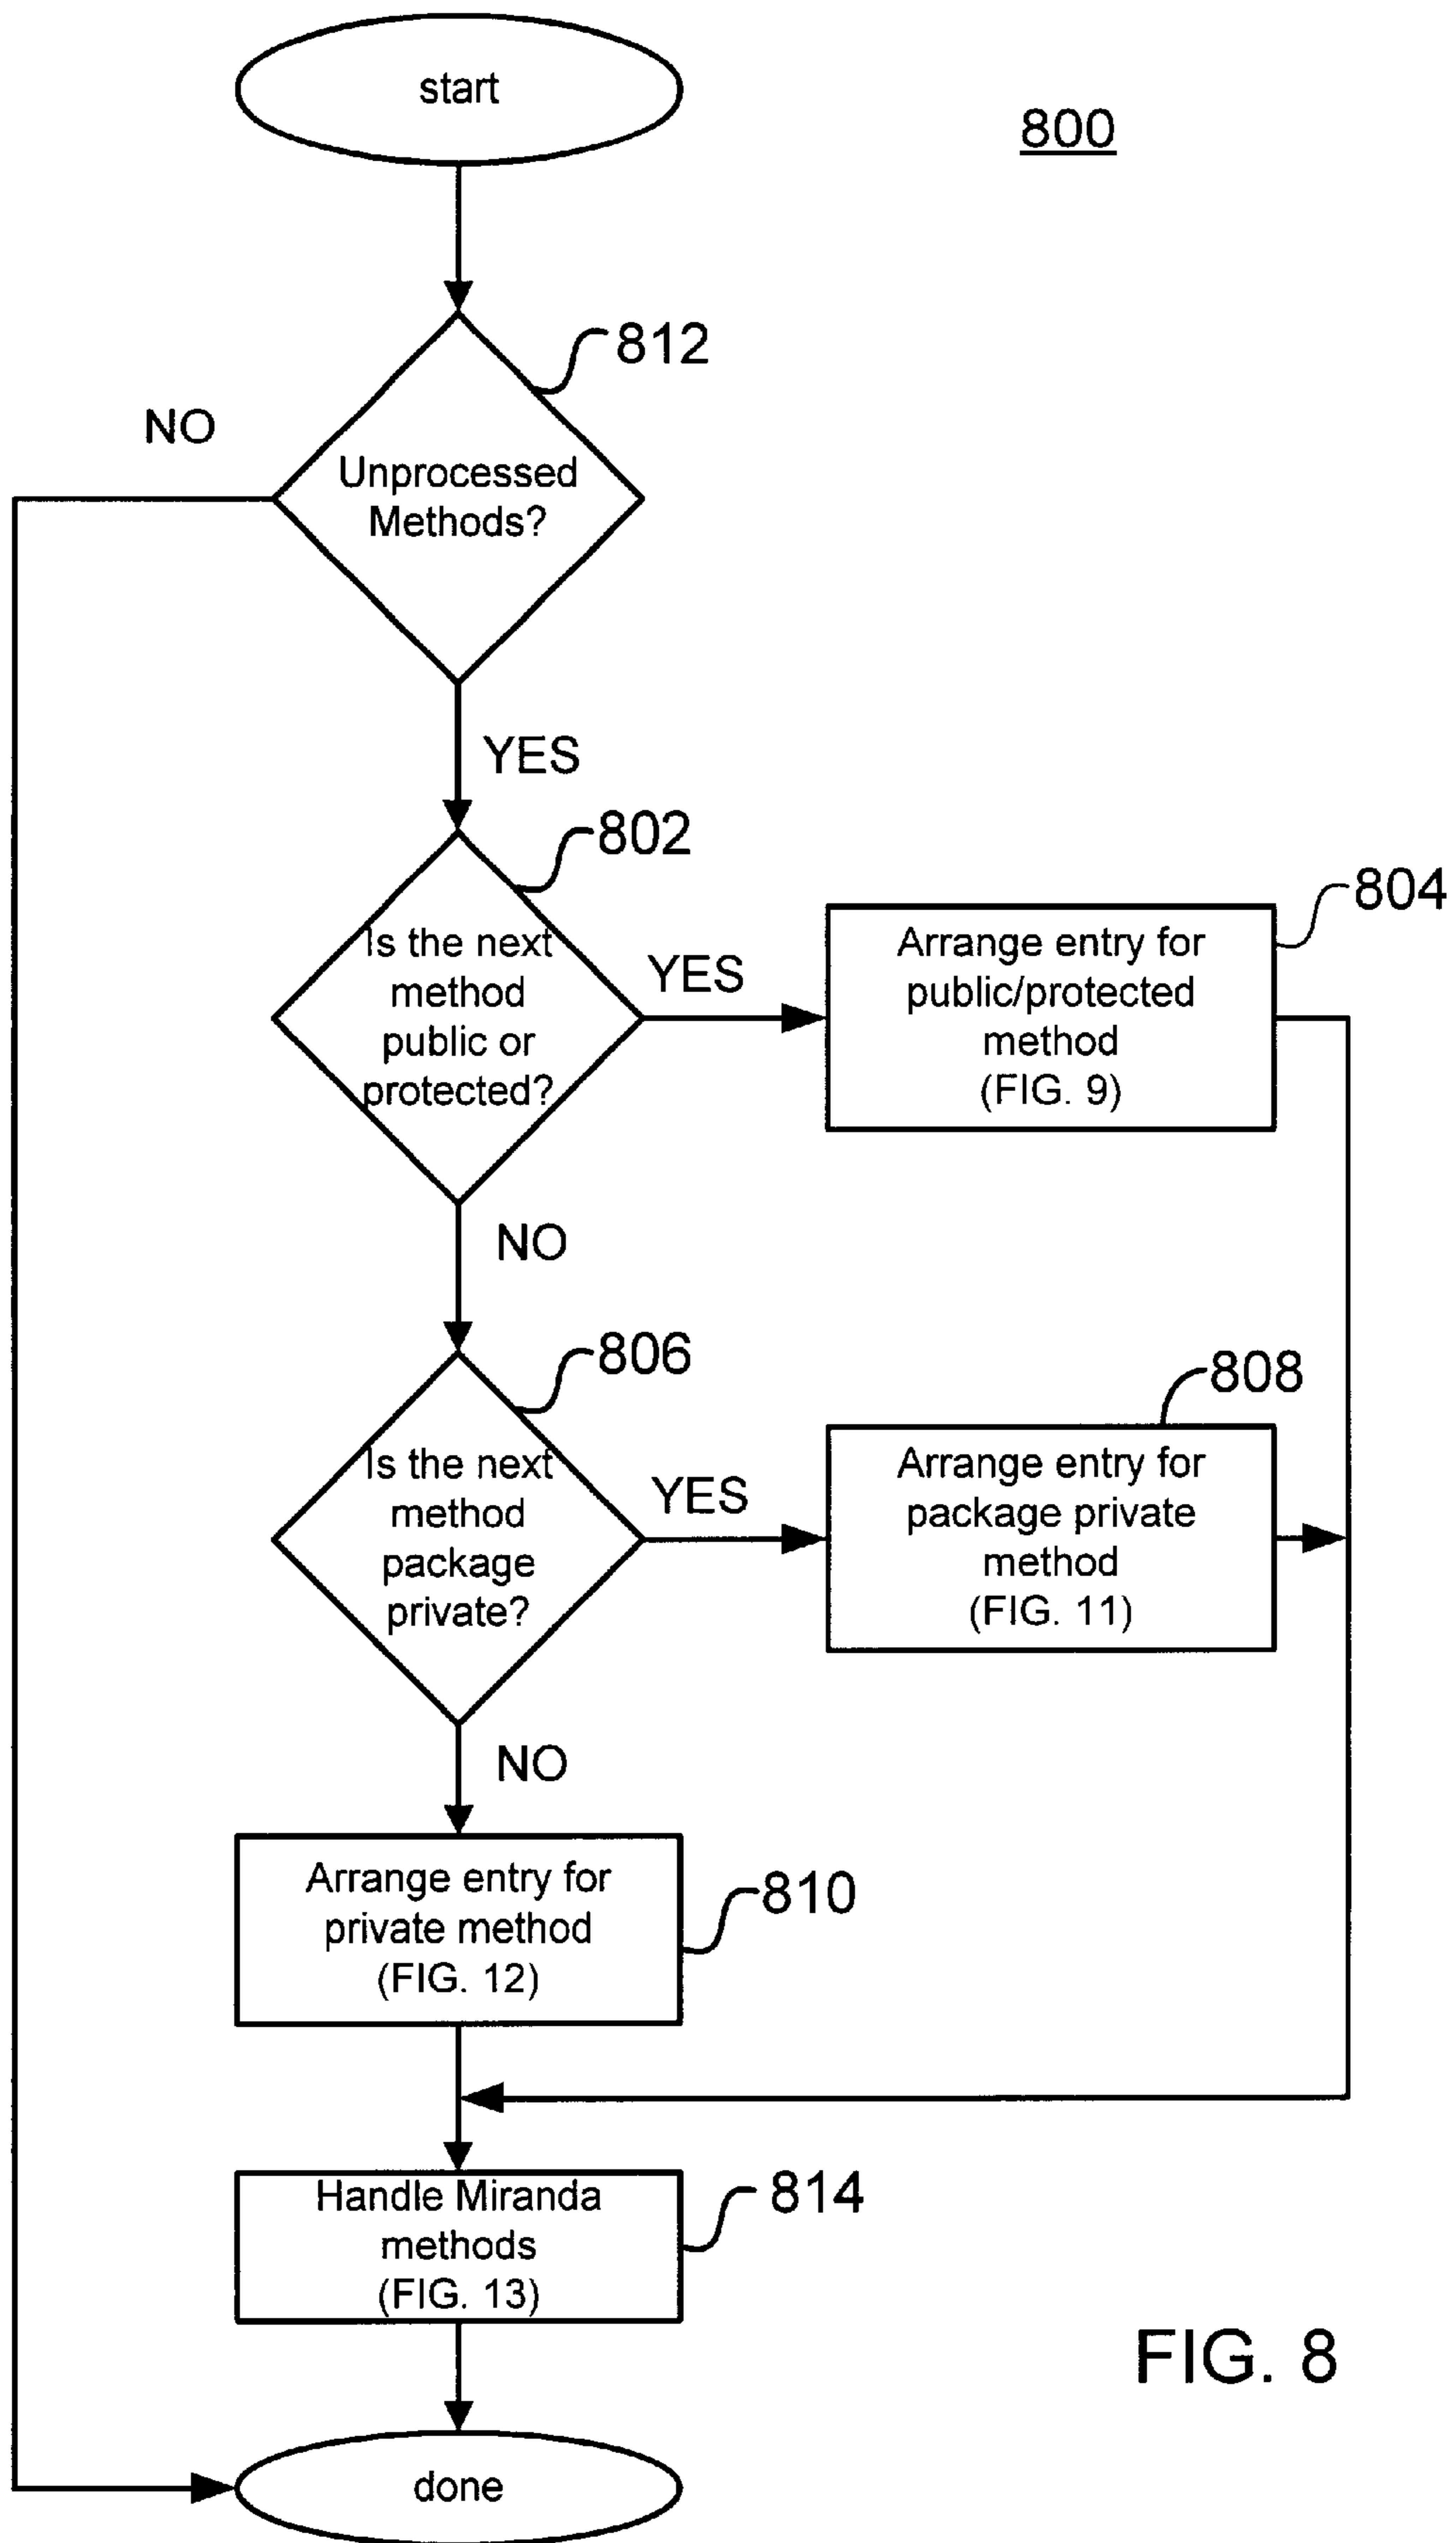 start
800
812
NO
Unprocessed
Methods?
YES
802
Is the next
method
public or
protected?
YES
804
Arrange entry for
public/protected
method
(FIG. 9)
NO
806
Is the next
method
package
private?
YES
808
Arrange entry for
package private
method
(FIG. 11)
NO
Arrange entry for
private method
(FIG. 12)
810
Handle Miranda
methods
(FIG. 13)
814
FIG. 8
done